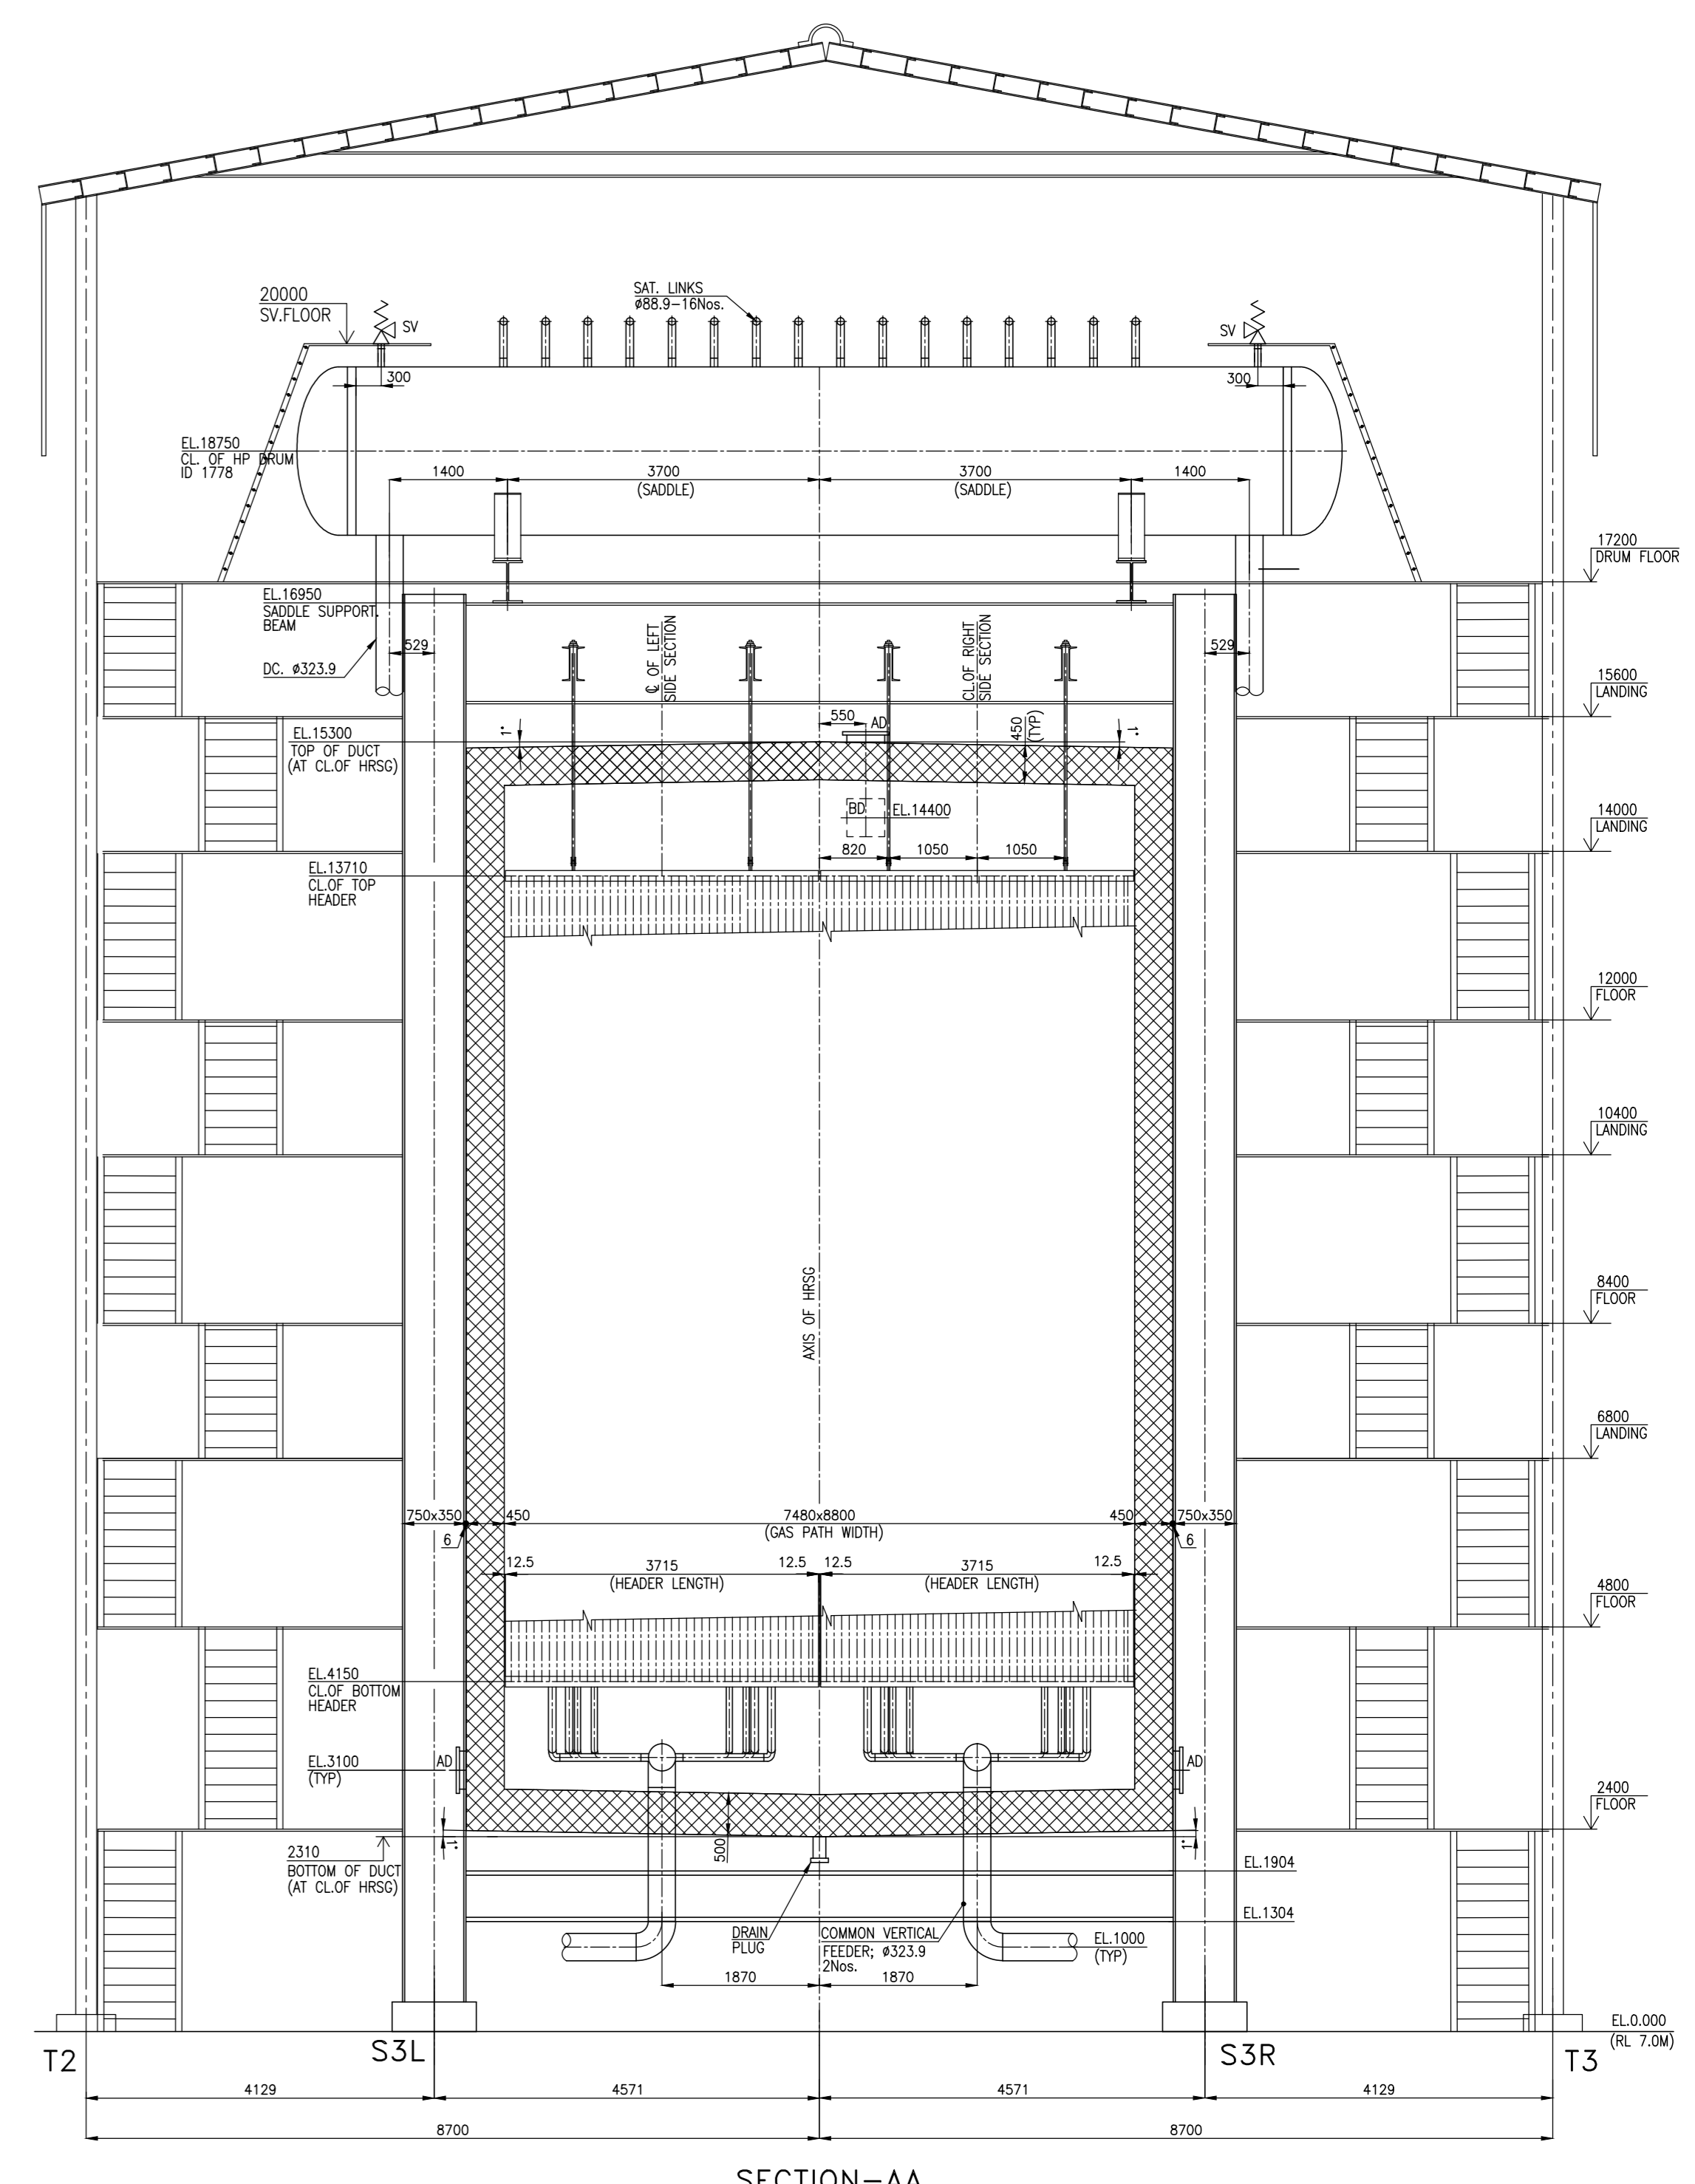 SAT. LINKS
Ø88.9-16Nos.
20000
SV.FLOOR
SV
SV
300
300
EL.18750
CL. OF HP DRUM
ID 1778
1400
3700
(SADDLE)
3700
(SADDLE)
1400
17200
DRUM FLOOR
EL.16950
SADDLE SUPPORT
BEAM
529
529
DC. Ø323.9
℄ OF LEFT
SIDE SECTION
CL.OF RIGHT
SIDE SECTION
15600
LANDING
550
AD
450
(TYP)
1°
1°
EL.15300
TOP OF DUCT
(AT CL.OF HRSG)
BD
EL.14400
14000
LANDING
820
1050
1050
EL.13710
CL.OF TOP
HEADER
12000
FLOOR
10400
LANDING
AXIS OF HRSG
8400
FLOOR
6800
LANDING
750x350
450
7480x8800
(GAS PATH WIDTH)
450
750x350
6
6
12.5
3715
(HEADER LENGTH)
12.5
12.5
3715
(HEADER LENGTH)
12.5
4800
FLOOR
EL.4150
CL.OF BOTTOM
HEADER
EL.3100
(TYP)
AD
AD
2400
FLOOR
500
1°
1°
2310
BOTTOM OF DUCT
(AT CL.OF HRSG)
EL.1904
EL.1304
DRAIN
PLUG
COMMON VERTICAL
FEEDER; Ø323.9
2Nos.
EL.1000
(TYP)
1870
1870
EL.0.000
(RL 7.0M)
T2
S3L
S3R
T3
4129
4571
4571
4129
8700
8700
SECTION-AA